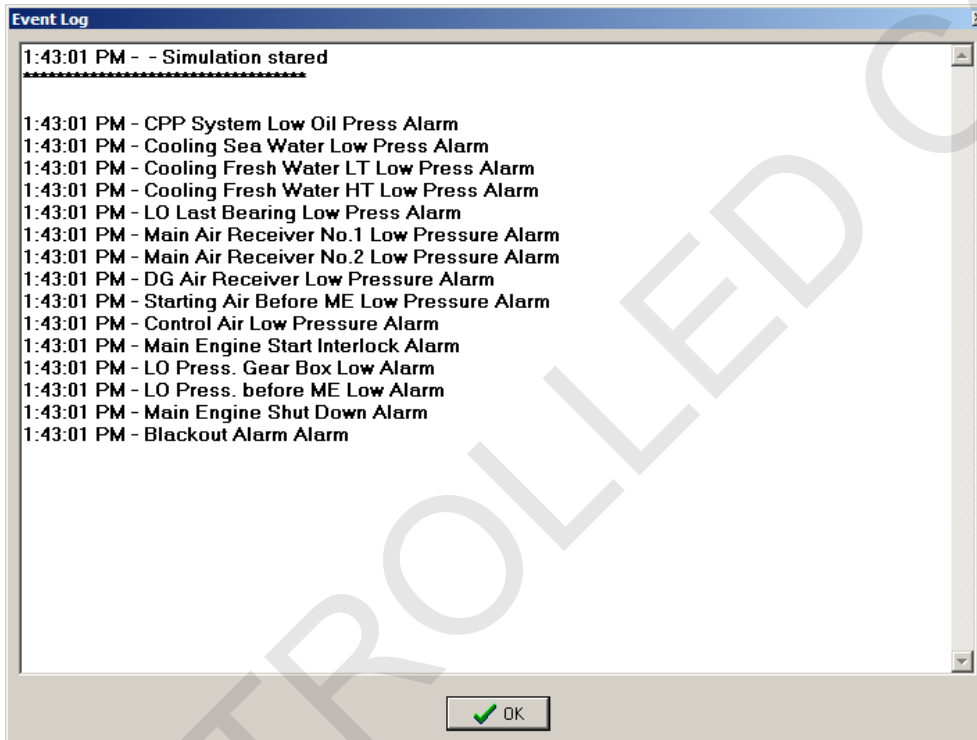 Event Log
1:43:01 PM - - Simulation stared
*********************************
1:43:01 PM - CPP System Low Oil Press Alarm
1:43:01 PM - Cooling Sea Water Low Press Alarm
1:43:01 PM - Cooling Fresh Water LT Low Press Alarm
1:43:01 PM - Cooling Fresh Water HT Low Press Alarm
1:43:01 PM - LO Last Bearing Low Press Alarm
1:43:01 PM - Main Air Receiver No.1 Low Pressure Alarm
1:43:01 PM - Main Air Receiver No.2 Low Pressure Alarm
1:43:01 PM - DG Air Receiver Low Pressure Alarm
1:43:01 PM - Starting Air Before ME Low Pressure Alarm
1:43:01 PM - Control Air Low Pressure Alarm
1:43:01 PM - Main Engine Start Interlock Alarm
1:43:01 PM - LO Press. Gear Box Low Alarm
1:43:01 PM - LO Press. before ME Low Alarm
1:43:01 PM - Main Engine Shut Down Alarm
1:43:01 PM - Blackout Alarm Alarm
OK
TROLLED C